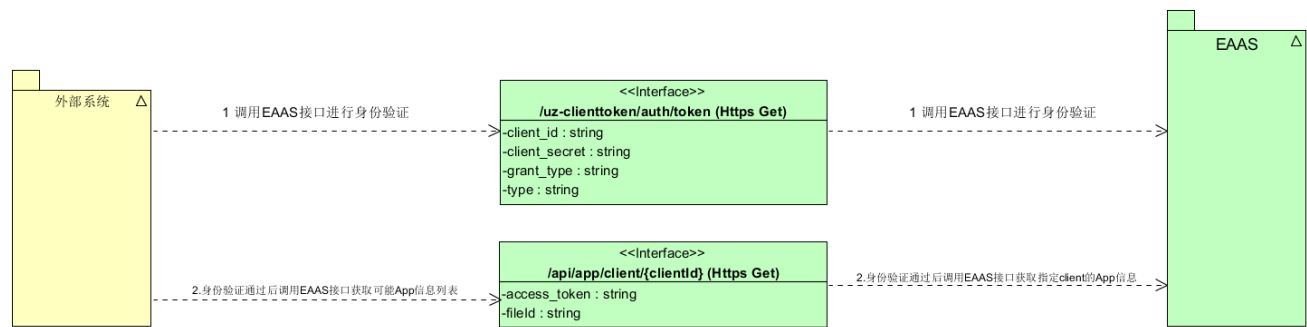 EAAS
外部系统
1 调用EAAS接口进行身份验证
<<Interface>>
/uz-clienttoken/auth/token (Https Get)
-client_id : string
-client_secret : string
-grant_type : string
-type : string
1 调用EAAS接口进行身份验证
2.身份验证通过后调用EAAS接口获取可能App信息列表
<<Interface>>
/api/app/client/{clientId} (Https Get)
-access_token : string
-fileId : string
2.身份验证通过后调用EAAS接口获取指定client的App信息